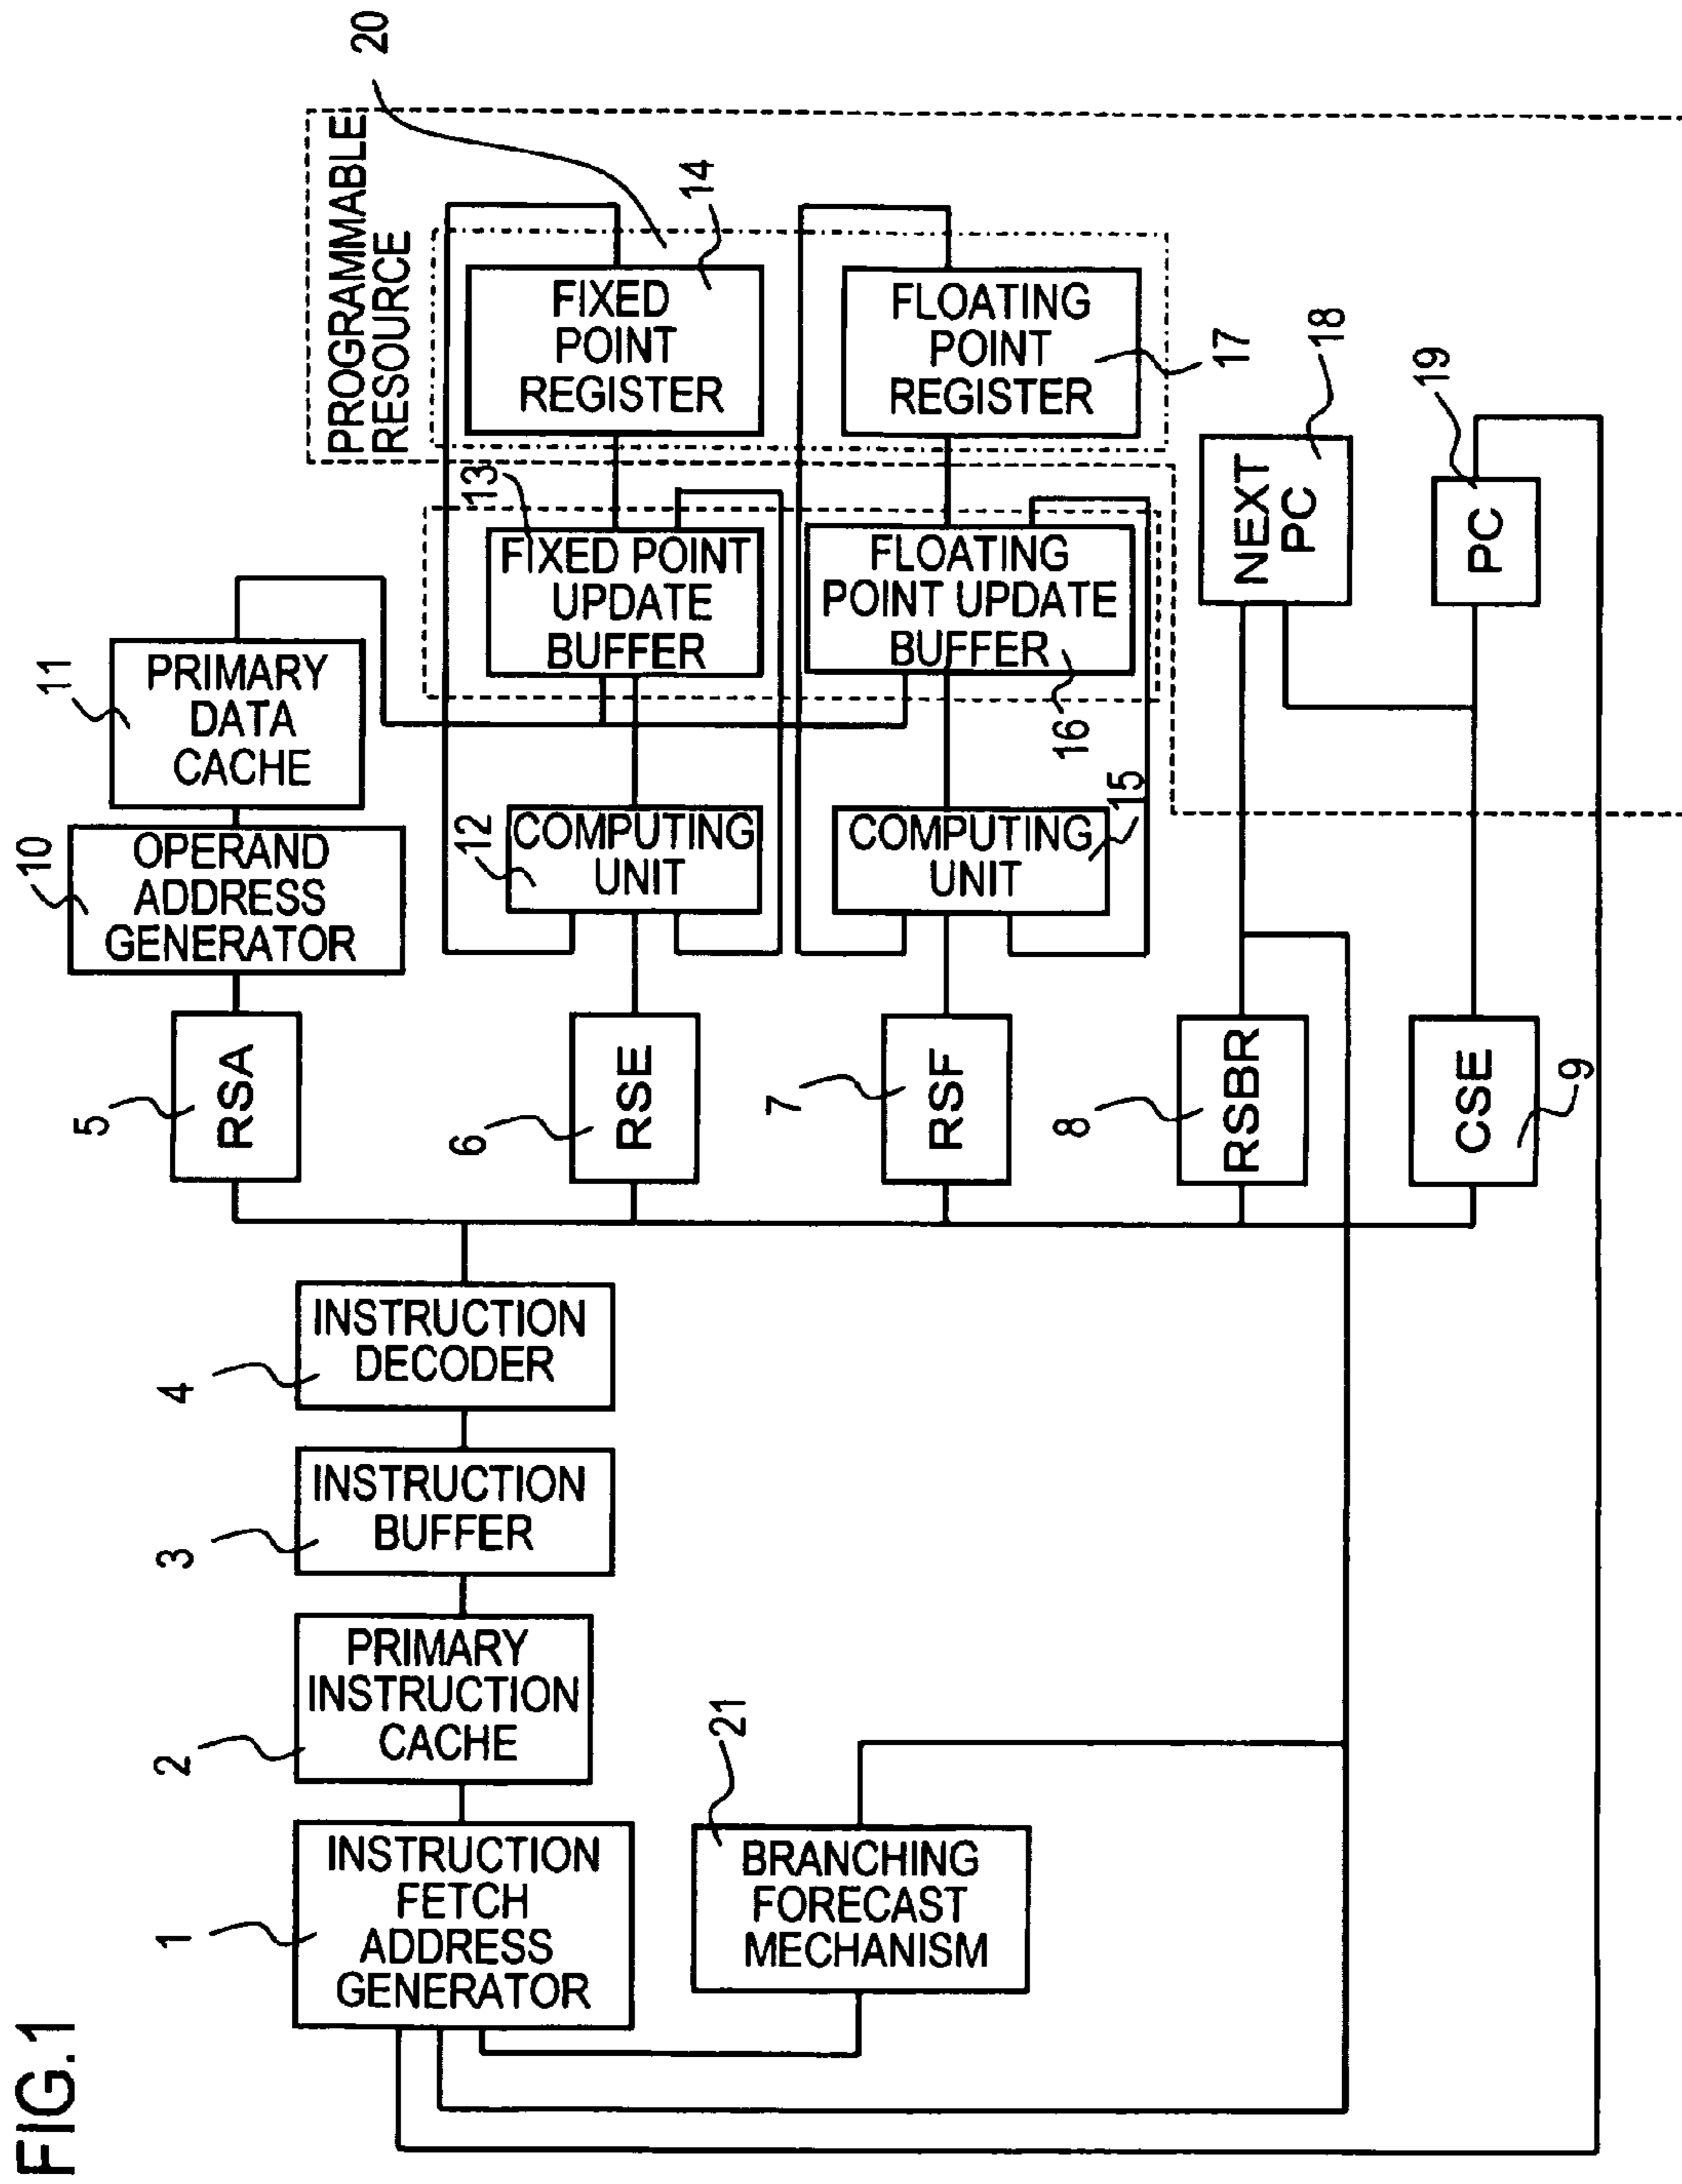 FIG.1
1
INSTRUCTION
FETCH
ADDRESS
GENERATOR
2
PRIMARY
INSTRUCTION
CACHE
3
INSTRUCTION
BUFFER
4
INSTRUCTION
DECODER
21
BRANCHING
FORECAST
MECHANISM
5
RSA
6
RSE
7
RSF
8
RSBR
9
CSE
10
OPERAND
ADDRESS
GENERATOR
11
PRIMARY
DATA
CACHE
12
COMPUTING
UNIT
13
FIXED POINT
UPDATE
BUFFER
14
FIXED
POINT
REGISTER
15
COMPUTING
UNIT
16
FLOATING
POINT UPDATE
BUFFER
17
FLOATING
POINT
REGISTER
18
NEXT
PC
19
PC
20
PROGRAMMABLE
RESOURCE